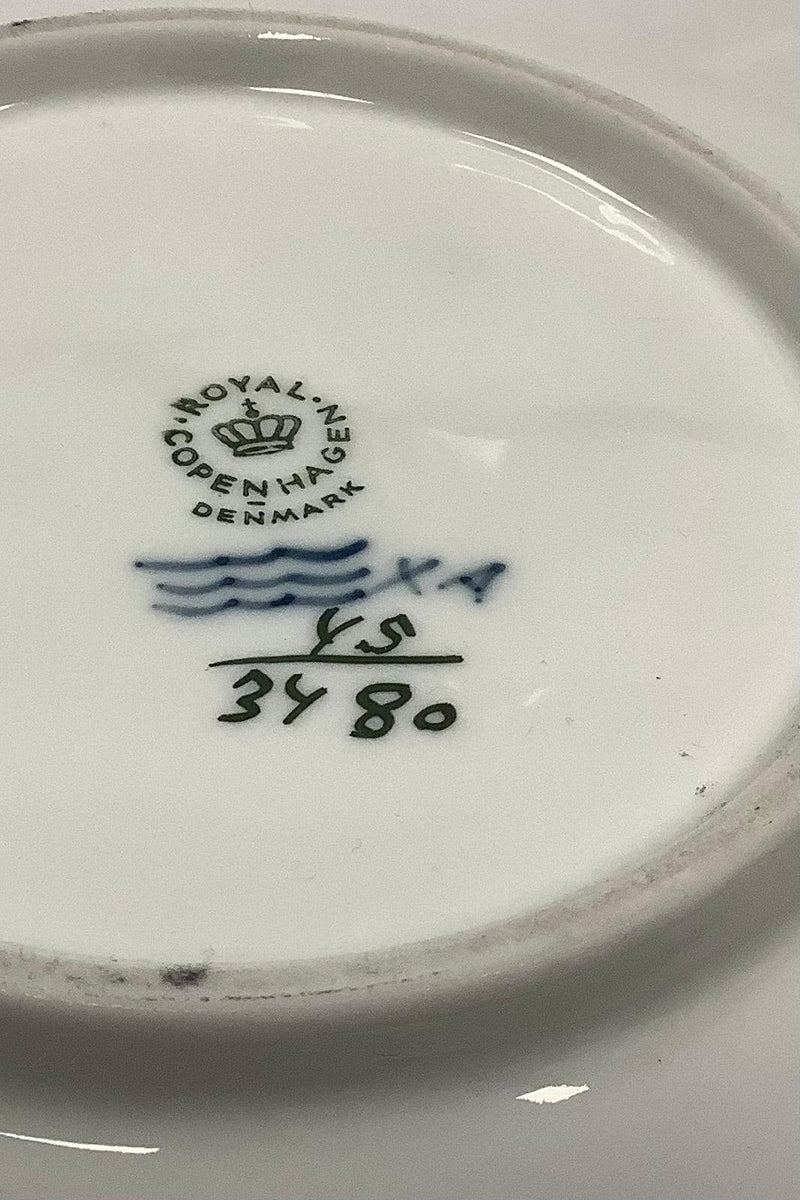 ROYAL · COPENHAGEN
DENMARK
XA
45
3480